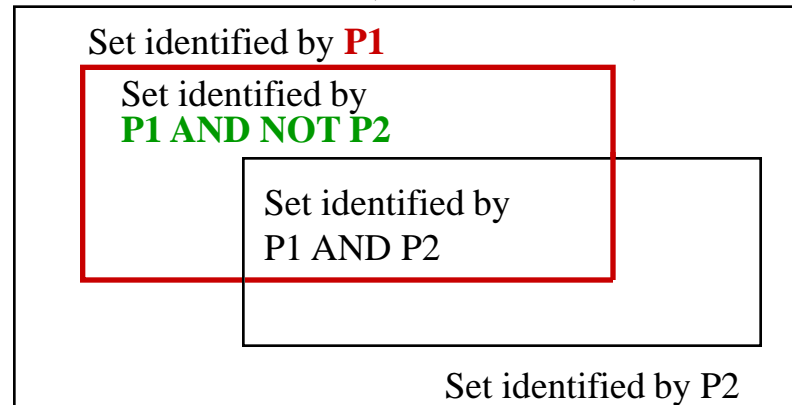 Set identified by P1
Set identified by
P1 AND NOT P2
Set identified by
P1 AND P2
Set identified by P2